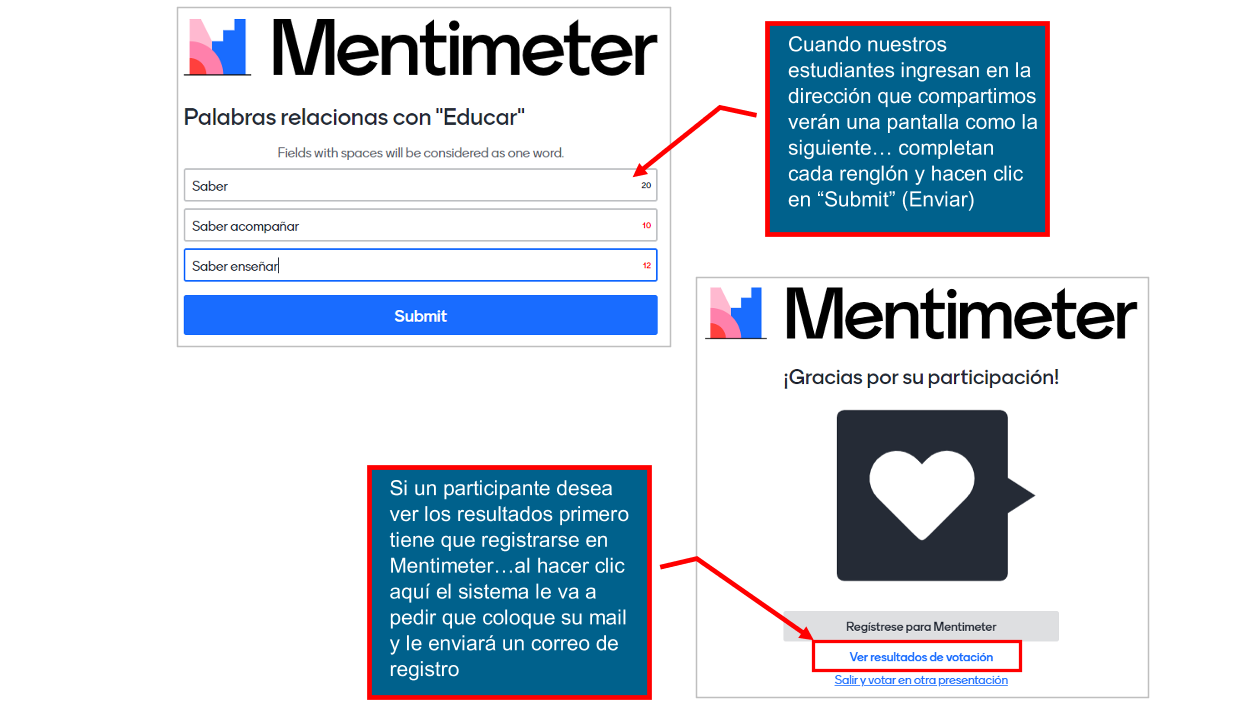 Mentimeter
Palabras relacionas con "Educar"
Fields with spaces will be considered as one word.
Saber
20
Saber acompañar
10
Saber enseñar
12
Submit
Cuando nuestros
estudiantes ingresan en la
dirección que compartimos
verán una pantalla como la
siguiente… completan
cada renglón y hacen clic
en “Submit” (Enviar)
Mentimeter
¡Gracias por su participación!
Regístrese para Mentimeter
Ver resultados de votación
Salir y votar en otra presentación
Si un participante desea
ver los resultados primero
tiene que registrarse en
Mentimeter…al hacer clic
aquí el sistema le va a
pedir que coloque su mail
y le enviará un correo de
registro